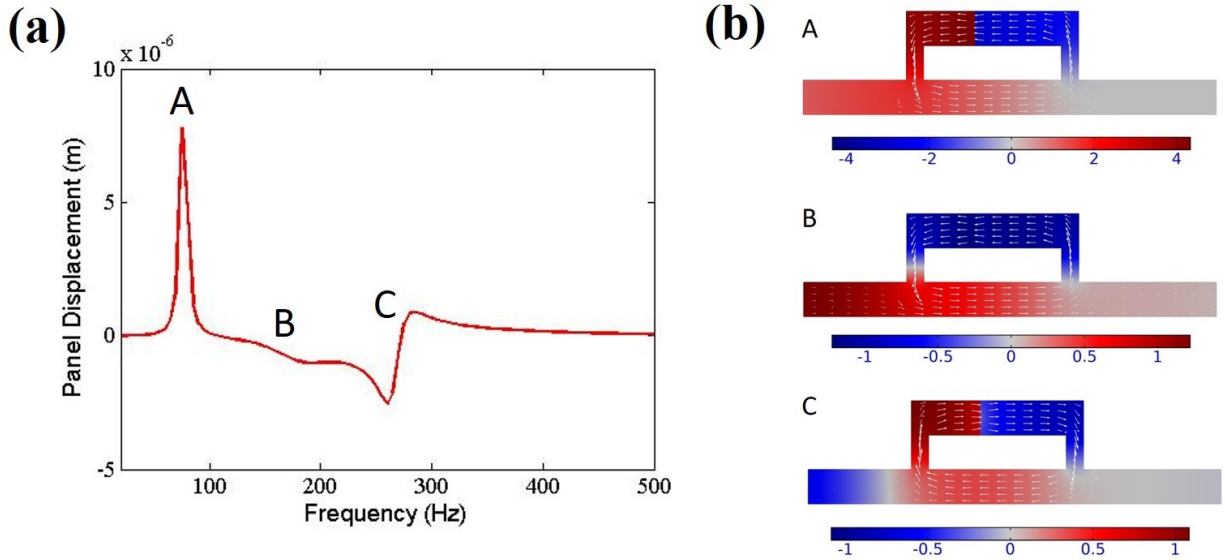 (a)
x 10-6
10
5
0
-5
Panel Displacement (m)
A
B
C
100 200 300 400 500
Frequency (Hz)
(b)
A
-4 -2 0 2 4
B
-1 -0.5 0 0.5 1
C
-1 -0.5 0 0.5 1